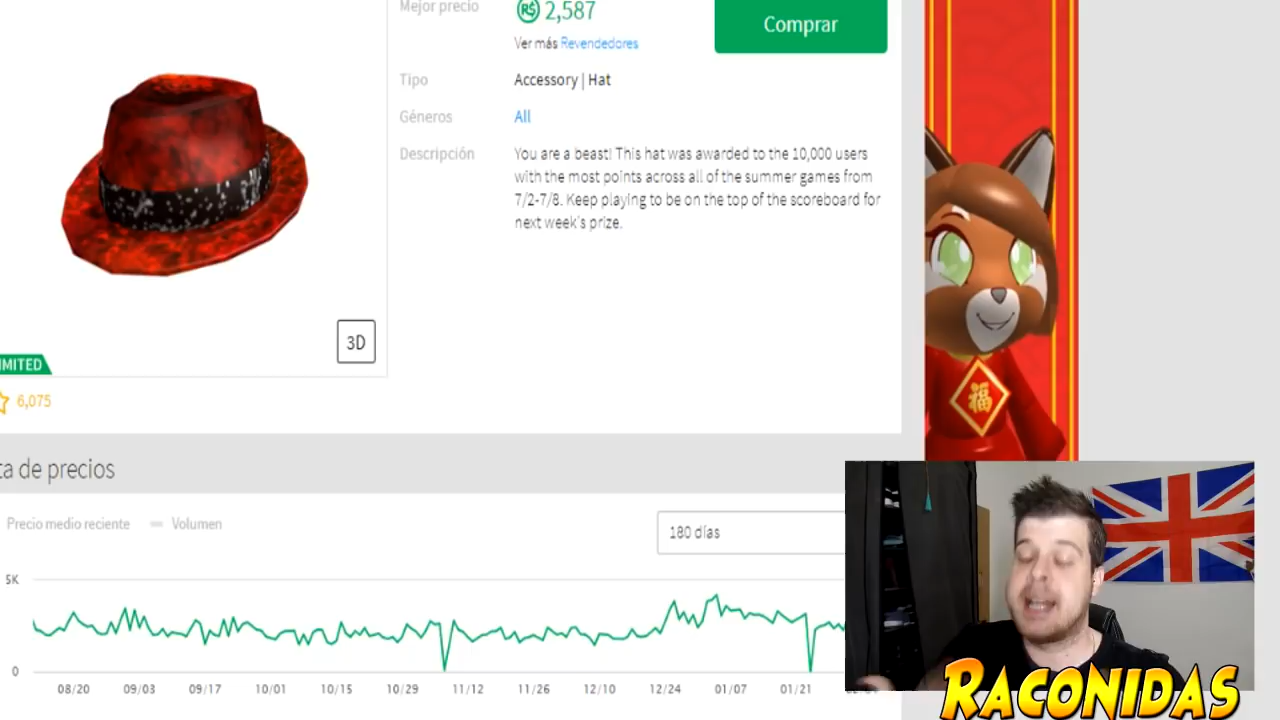 Mejor precio
R$ 2,587
Comprar
Ver más Revendedores
Tipo
Accessory | Hat
Géneros
All
Descripción
You are a beast! This hat was awarded to the 10,000 users
with the most points across all of the summer games from
7/2-7/8. Keep playing to be on the top of the scoreboard for
next week's prize.
3D
IMITED
6,075
ta de precios
Precio medio reciente
Volumen
180 días
5K
0
08/20 09/03 09/17 10/01 10/15 10/29 11/12 11/26 12/10 12/24 01/07 01/21
福
RACONIDAS